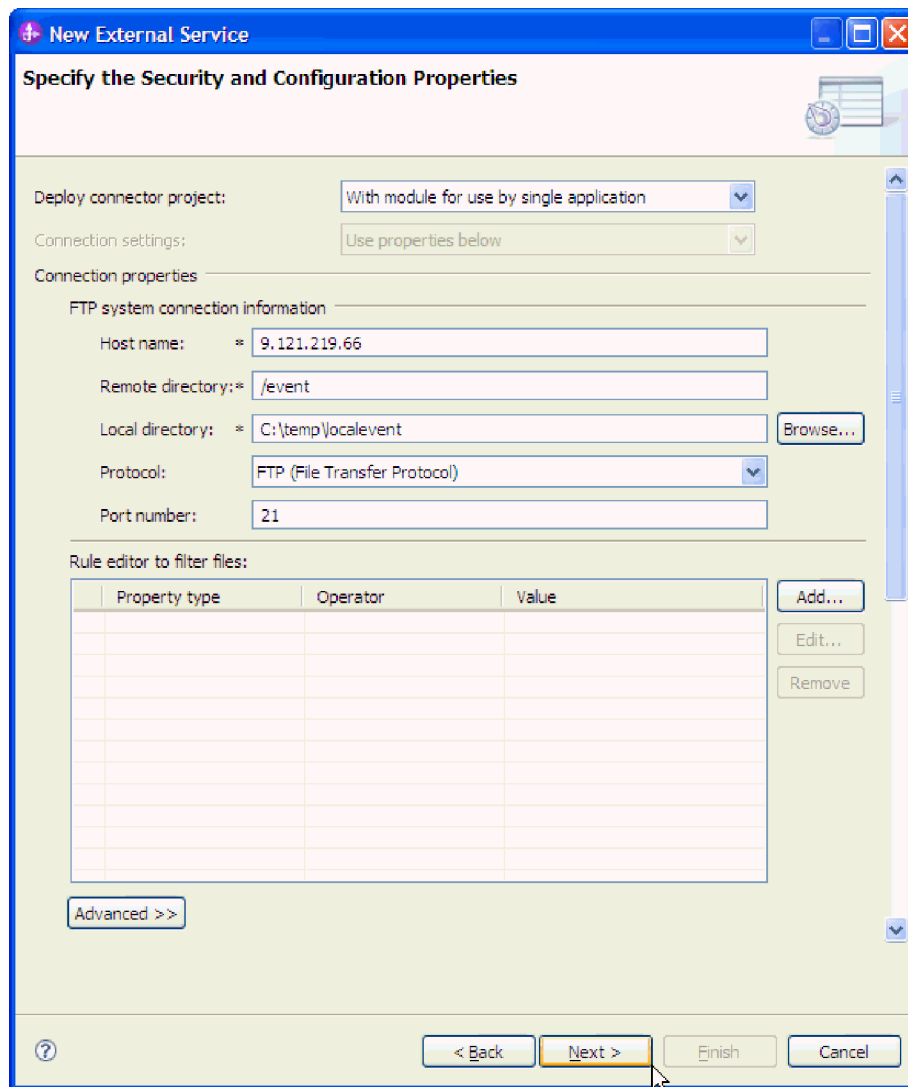 New External Service
Specify the Security and Configuration Properties
Deploy connector project: With module for use by single application
Connection settings: Use properties below
Connection properties
FTP system connection information
Host name: * 9.121.219.66
Remote directory:* /event
Local directory: * C:\temp\localevent Browse...
Protocol: FTP (File Transfer Protocol)
Port number: 21
Rule editor to filter files:
Property type Operator Value Add...
Edit...
Remove
Advanced >>
? < Back Next > Finish Cancel